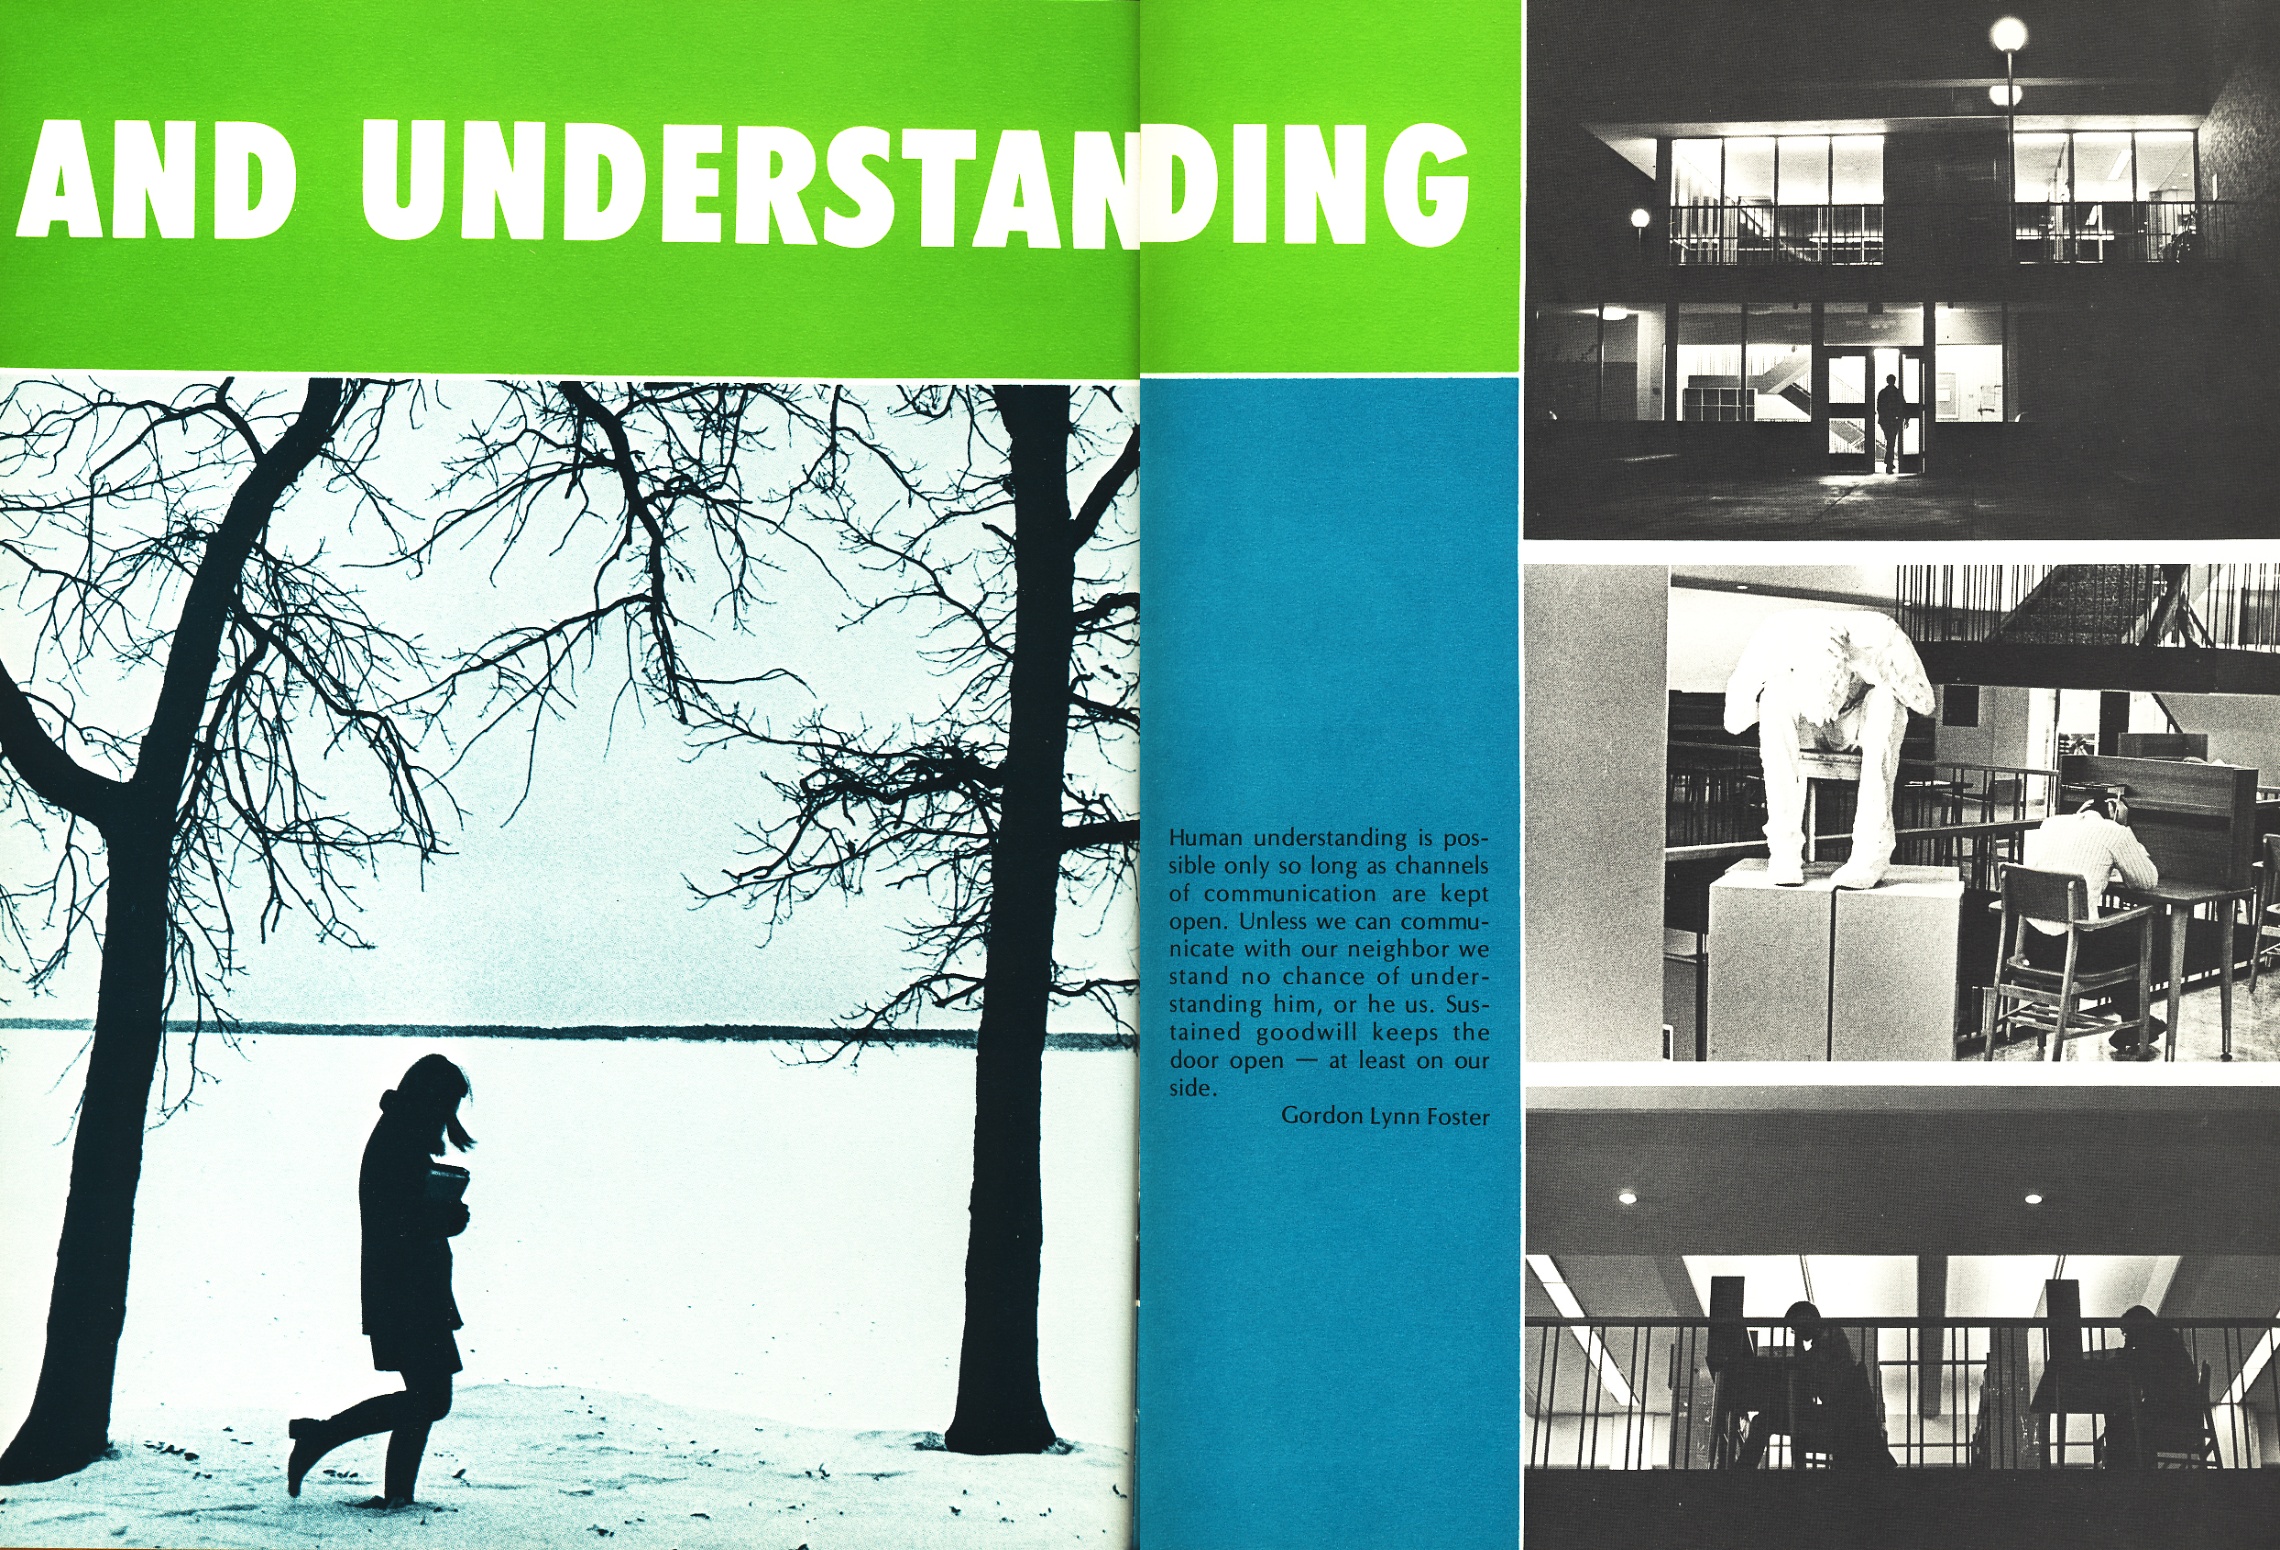 AND UNDERSTANDING
Human understanding is pos-
sible only so long as channels
of communication are kept
open. Unless we can commu-
nicate with our neighbor we
stand no chance of under-
standing him, or he us. Sus-
tained goodwill keeps the
door open — at least on our
side.
Gordon Lynn Foster